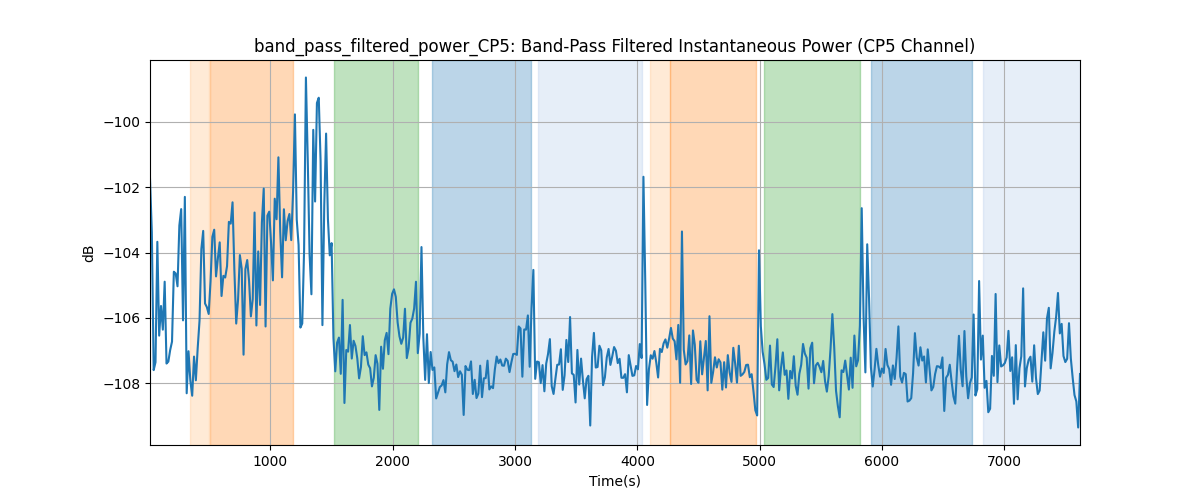 band_pass_filtered_power_CP5: Band-Pass Filtered Instantaneous Power (CP5 Channel)
−100
−102
−104
−106
−108
dB
1000 2000 3000 4000 5000 6000 7000
Time(s)